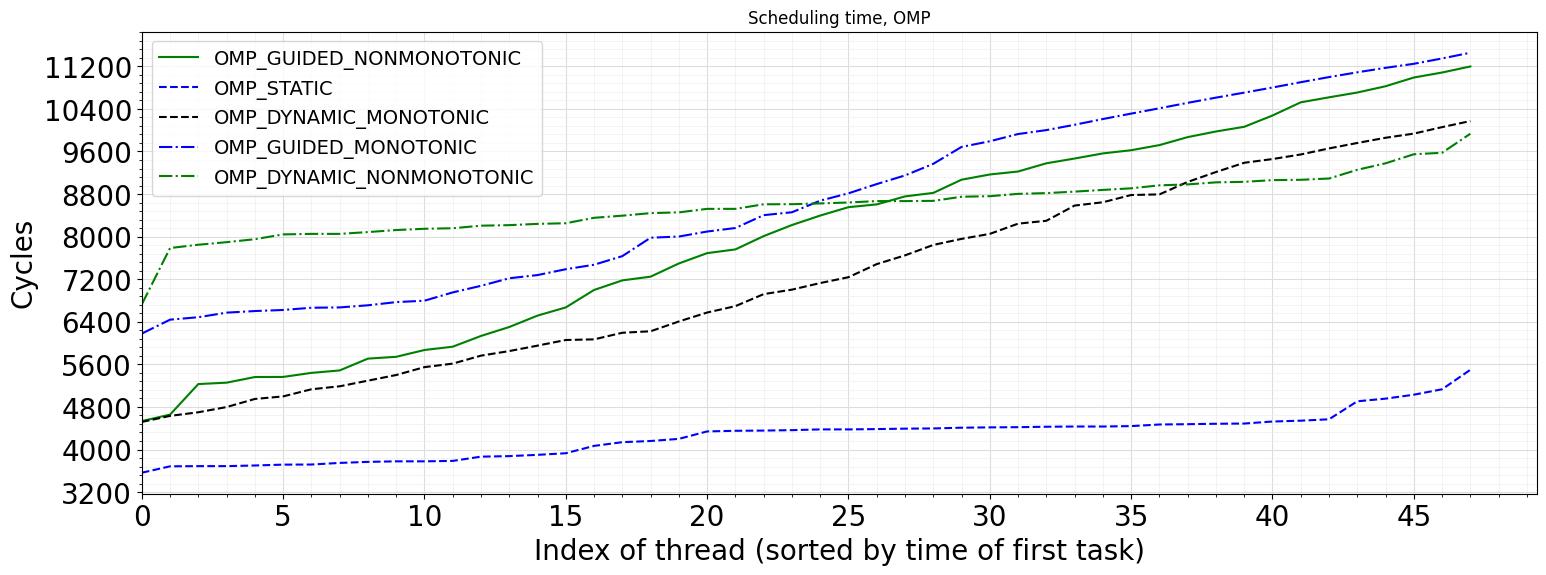 Scheduling time, OMP
OMP_GUIDED_NONMONOTONIC
OMP_STATIC
OMP_DYNAMIC_MONOTONIC
OMP_GUIDED_MONOTONIC
OMP_DYNAMIC_NONMONOTONIC
Cycles
11200
10400
9600
8800
8000
7200
6400
5600
4800
4000
3200
0 5 10 15 20 25 30 35 40 45
Index of thread (sorted by time of first task)